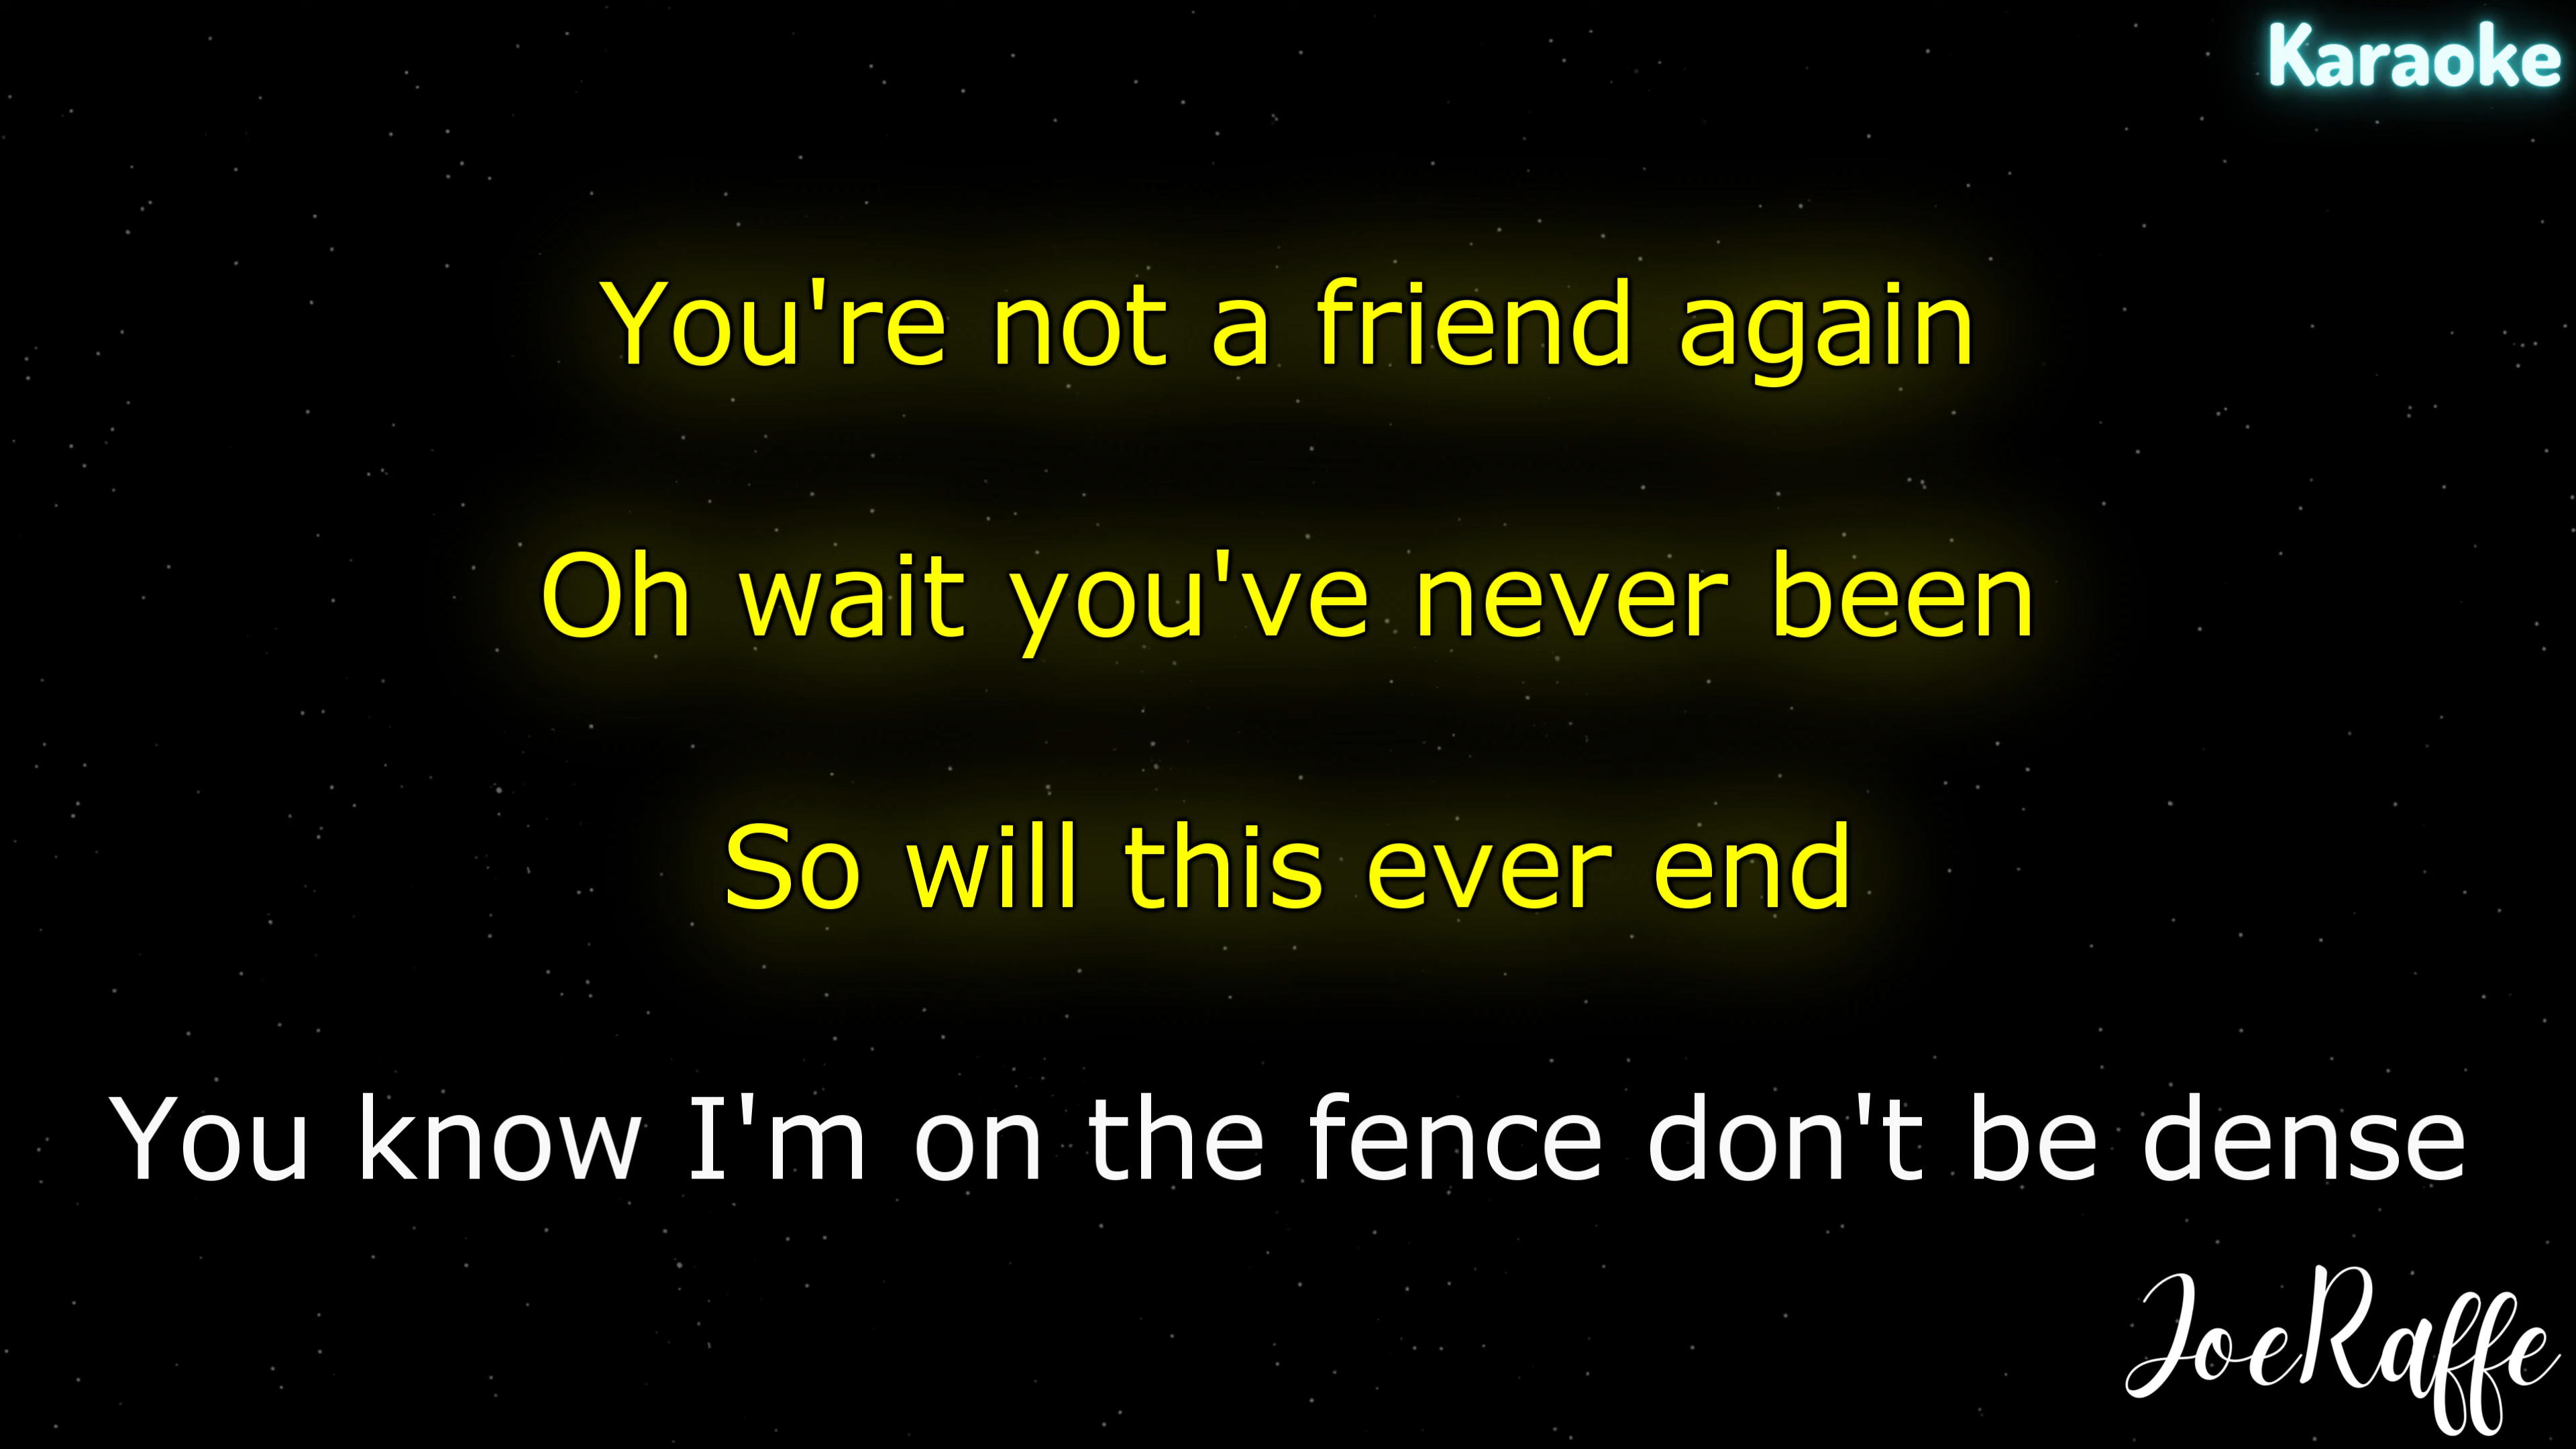 Karaoke
You're not a friend again
Oh wait you've never been
So will this ever end
You know I'm on the fence don't be dense
JoeRaffe